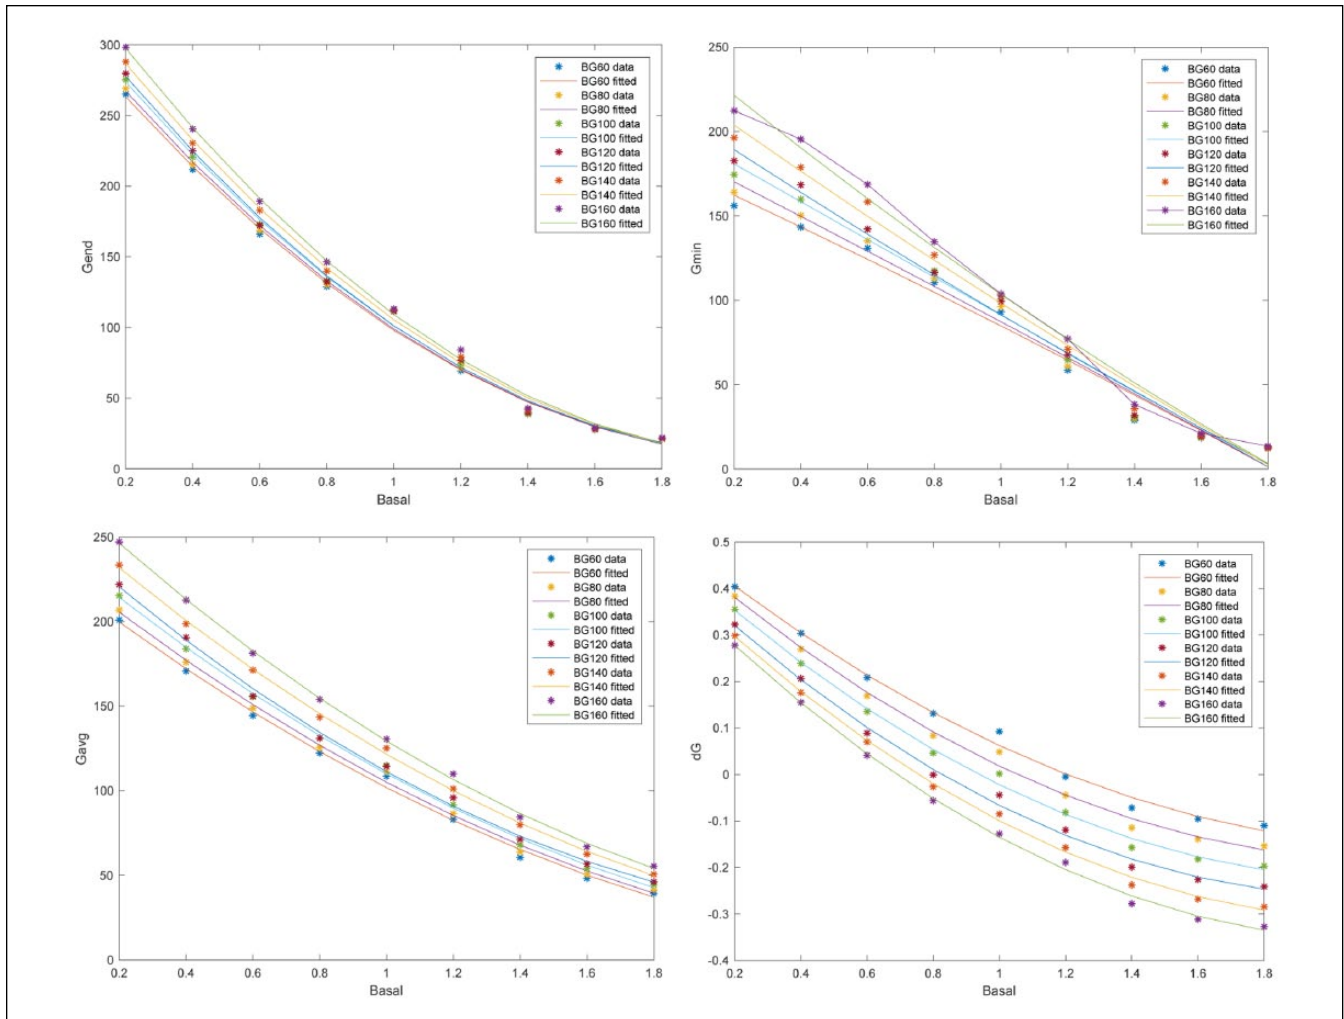 300
250
200
150
100
50
0
Gend
0.2 0.4 0.6 0.8 1 1.2 1.4 1.6 1.8
Basal
BG60 data
BG60 fitted
BG80 data
BG80 fitted
BG100 data
BG100 fitted
BG120 data
BG120 fitted
BG140 data
BG140 fitted
BG160 data
BG160 fitted
250
200
150
100
50
0
Gmin
0.2 0.4 0.6 0.8 1 1.2 1.4 1.6 1.8
Basal
BG60 data
BG60 fitted
BG80 data
BG80 fitted
BG100 data
BG100 fitted
BG120 data
BG120 fitted
BG140 data
BG140 fitted
BG160 data
BG160 fitted
250
200
150
100
50
0
Gavg
0.2 0.4 0.6 0.8 1 1.2 1.4 1.6 1.8
Basal
BG60 data
BG60 fitted
BG80 data
BG80 fitted
BG100 data
BG100 fitted
BG120 data
BG120 fitted
BG140 data
BG140 fitted
BG160 data
BG160 fitted
0.5
0.4
0.3
0.2
0.1
0
-0.1
-0.2
-0.3
-0.4
dG
0.2 0.4 0.6 0.8 1 1.2 1.4 1.6 1.8
Basal
BG60 data
BG60 fitted
BG80 data
BG80 fitted
BG100 data
BG100 fitted
BG120 data
BG120 fitted
BG140 data
BG140 fitted
BG160 data
BG160 fitted